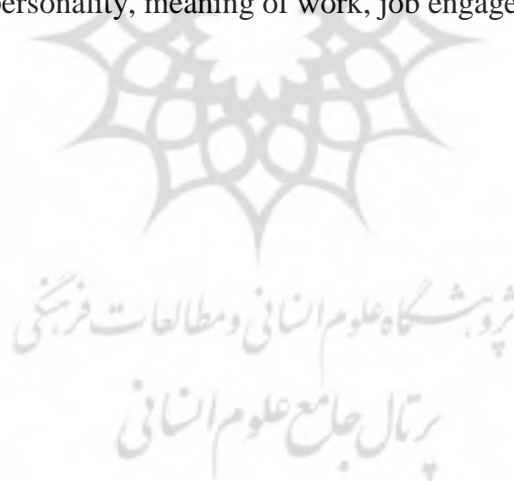 personality, meaning of work, job engage
پژوهشگاه علوم انسانی و مطالعات فرهنگی
پرتال جامع علوم انسانی